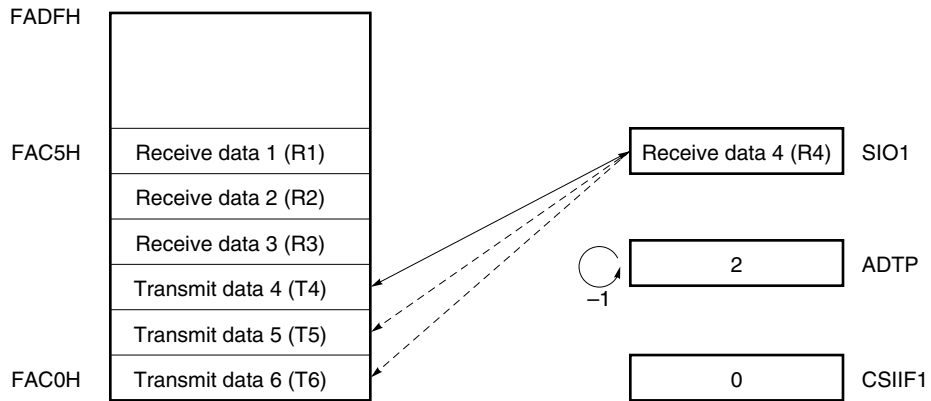 FADFH
FAC5H Receive data 1 (R1) Receive data 4 (R4) SIO1
Receive data 2 (R2)
Receive data 3 (R3) 2 ADTP
Transmit data 4 (T4) –1
Transmit data 5 (T5)
FAC0H Transmit data 6 (T6) 0 CSIIF1